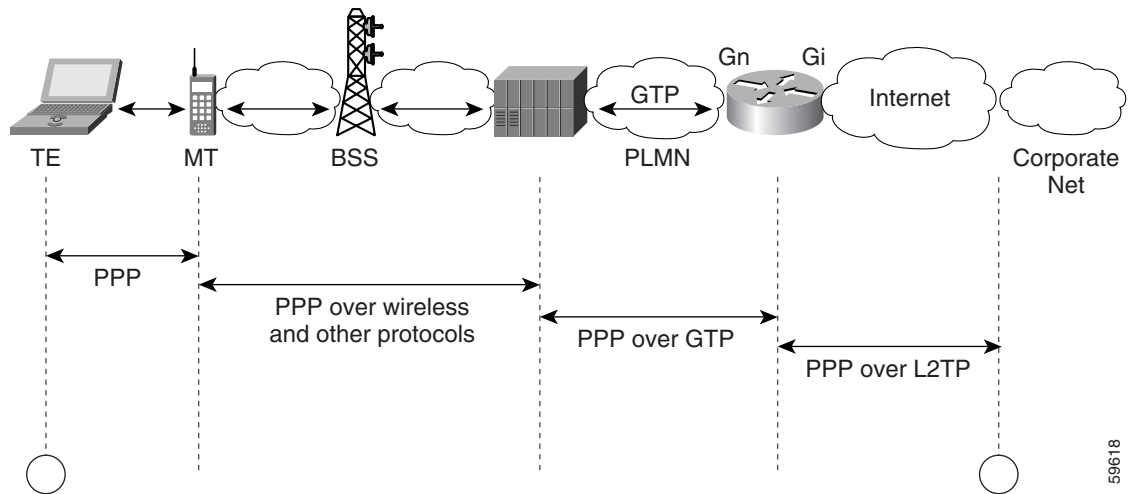 Gn
Gi
GTP
Internet
TE
MT
BSS
PLMN
Corporate
Net
PPP
PPP over wireless
and other protocols
PPP over GTP
PPP over L2TP
59618